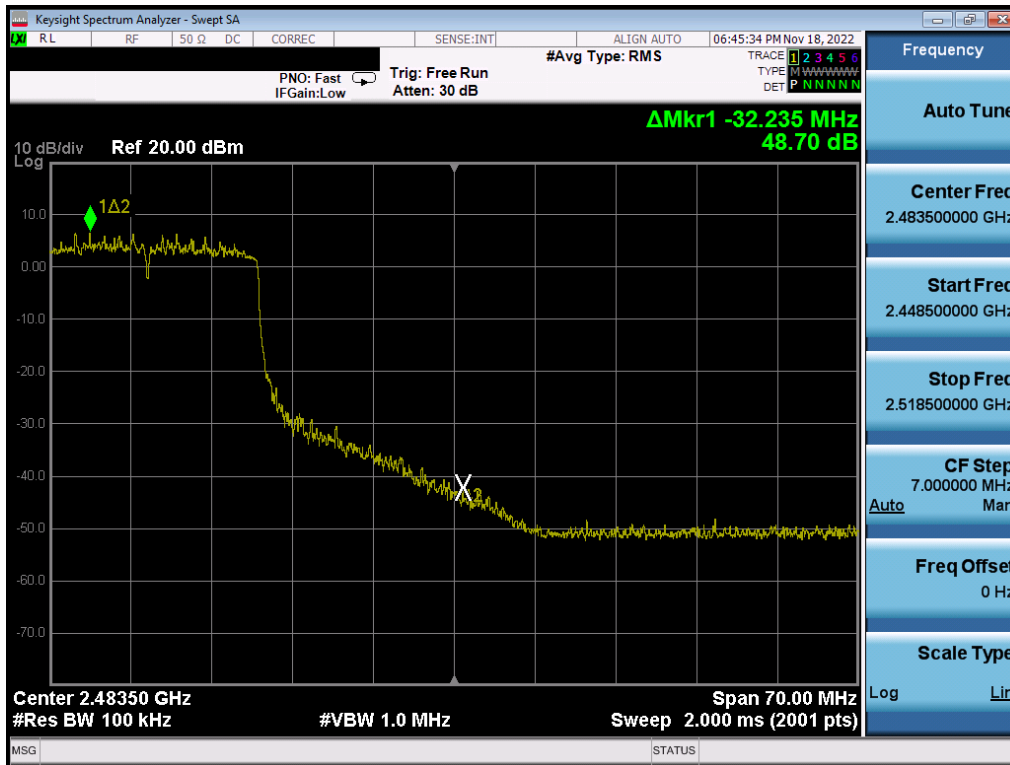 Keysight Spectrum Analyzer - Swept SA
LXI RL RF 50 Ω DC CORREC SENSE:INT ALIGN AUTO 06:45:34 PM Nov 18, 2022
#Avg Type: RMS TRACE 1 2 3 4 5 6
PNO: Fast Trig: Free Run TYPE M WWWWW
IFGain:Low Atten: 30 dB DET P N N N N N
ΔMkr1 -32.235 MHz
10 dB/div Ref 20.00 dBm 48.70 dB
Log
1Δ2
10.0
0.00
-10.0
-20.0
-30.0
-40.0
-50.0
-60.0
-70.0
Center 2.48350 GHz Span 70.00 MHz
#Res BW 100 kHz #VBW 1.0 MHz Sweep 2.000 ms (2001 pts)
MSG STATUS
Frequency
Auto Tune
Center Freq
2.483500000 GHz
Start Freq
2.448500000 GHz
Stop Freq
2.518500000 GHz
CF Step
7.000000 MHz
Auto Man
Freq Offset
0 Hz
Scale Type
Log Lin